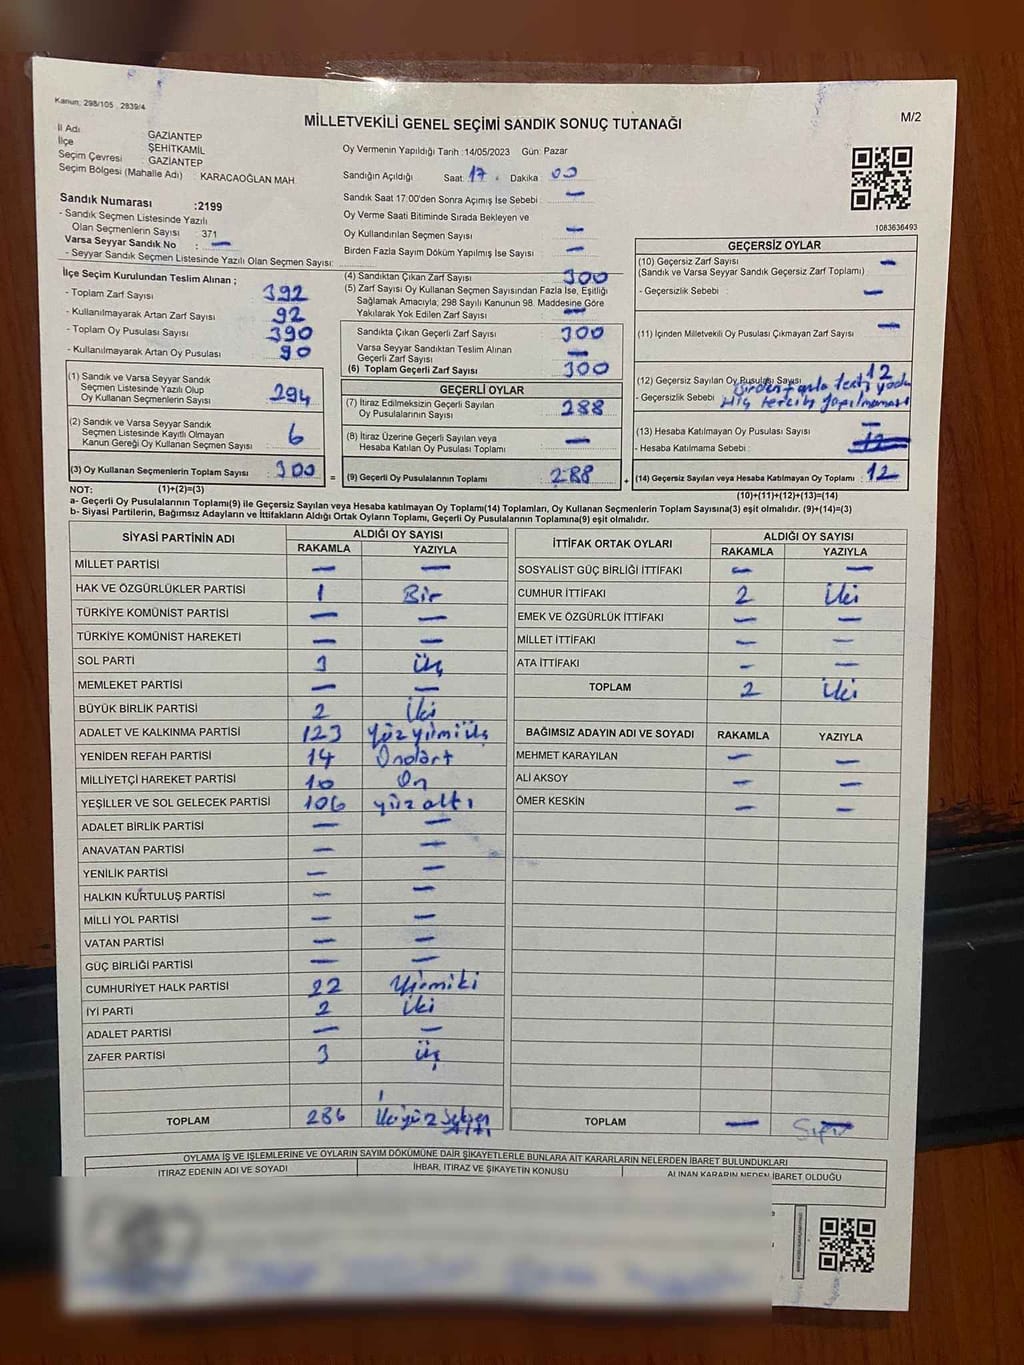 Kanun: 298/105 2839/4
MİLLETVEKİLİ GENEL SEÇİMİ SANDIK SONUÇ TUTANAĞI
M/2
İl Adı GAZİANTEP
İlçe ŞEHİTKAMİL
Seçim Çevresi GAZİANTEP
Seçim Bölgesi (Mahalle Adı) KARACAOĞLAN MAH.
Oy Vermenin Yapıldığı Tarih :14/05/2023 Gün: Pazar
Sandığın Açıldığı Saat: 17 . Dakika : 00
Sandık Saat 17:00'den Sonra Açımış İse Sebebi : —
Oy Verme Saati Bitiminde Sırada Bekleyen ve
Oy Kullandırılan Seçmen Sayısı : —
Birden Fazla Sayım Döküm Yapılmış İse Sayısı : —
1083636493
Sandık Numarası :2199
- Sandık Seçmen Listesinde Yazılı
Olan Seçmenlerin Sayısı : 371
Varsa Seyyar Sandık No : —
- Seyyar Sandık Seçmen Listesinde Yazılı Olan Seçmen Sayısı:
İlçe Seçim Kurulundan Teslim Alınan ;
- Toplam Zarf Sayısı : 392
- Kullanılmayarak Artan Zarf Sayısı : 92
- Toplam Oy Pusulası Sayısı : 390
- Kullanılmayarak Artan Oy Pusulası : 90
(1) Sandık ve Varsa Seyyar Sandık
Seçmen Listesinde Yazılı Olup
Oy Kullanan Seçmenlerin Sayısı : 294
(2) Sandık ve Varsa Seyyar Sandık
Seçmen Listesinde Kayıtlı Olmayan
Kanun Gereği Oy Kullanan Seçmen Sayısı : 6
(3) Oy Kullanan Seçmenlerin Toplam Sayısı : 300
(4) Sandıktan Çıkan Zarf Sayısı : 300
(5) Zarf Sayısı Oy Kullanan Seçmen Sayısından Fazla İse, Eşitliği
Sağlamak Amacıyla; 298 Sayılı Kanunun 98. Maddesine Göre
Yakılarak Yok Edilen Zarf Sayısı : —
Sandıkta Çıkan Geçerli Zarf Sayısı : 300
Varsa Seyyar Sandıktan Teslim Alınan
Geçerli Zarf Sayısı : —
(6) Toplam Geçerli Zarf Sayısı : 300
GEÇERLİ OYLAR
(7) İtiraz Edilmeksizin Geçerli Sayılan
Oy Pusulalarının Sayısı : 288
(8) İtiraz Üzerine Geçerli Sayılan veya
Hesaba Katılan Oy Pusulası Toplamı : —
= (9) Geçerli Oy Pusulalarının Toplamı : 288 +
GEÇERSİZ OYLAR
(10) Geçersiz Zarf Sayısı : —
(Sandık ve Varsa Seyyar Sandık Geçersiz Zarf Toplamı)
- Geçersizlik Sebebi : —
(11) İçinden Milletvekili Oy Pusulası Çıkmayan Zarf Sayısı : —
(12) Geçersiz Sayılan Oy Pusulası Sayısı 12
- Geçersizlik Sebebi : Birden fazla yada
Hiç tercih yapılmaması
(13) Hesaba Katılmayan Oy Pusulası Sayısı : —
- Hesaba Katılmama Sebebi :
(14) Geçersiz Sayılan veya Hesaba Katılmayan Oy Toplamı : 12
NOT: (1)+(2)=(3)
(10)+(11)+(12)+(13)=(14)
a- Geçerli Oy Pusulalarının Toplamı(9) ile Geçersiz Sayılan veya Hesaba katılmayan Oy Toplamı(14) Toplamları, Oy Kullanan Seçmenlerin Toplam Sayısına(3) eşit olmalıdır. (9)+(14)=(3)
b- Siyasi Partilerin, Bağımsız Adayların ve İttifakların Aldığı Ortak Oyların Toplamı, Geçerli Oy Pusulalarının Toplamına(9) eşit olmalıdır.
SİYASİ PARTİNİN ADI ALDIĞI OY SAYISI
RAKAMLA YAZIYLA
MİLLET PARTİSİ — —
HAK VE ÖZGÜRLÜKLER PARTİSİ 1 Bir
TÜRKİYE KOMÜNİST PARTİSİ — —
TÜRKİYE KOMÜNİST HAREKETİ — —
SOL PARTİ 3 Üç
MEMLEKET PARTİSİ — —
BÜYÜK BİRLİK PARTİSİ 2 İki
ADALET VE KALKINMA PARTİSİ 123 Yüzyirmiüç
YENİDEN REFAH PARTİSİ 14 Ondört
MİLLİYETÇİ HAREKET PARTİSİ 10 On
YEŞİLLER VE SOL GELECEK PARTİSİ 106 yüzaltı
ADALET BİRLİK PARTİSİ — —
ANAVATAN PARTİSİ — —
YENİLİK PARTİSİ — —
HALKIN KURTULUŞ PARTİSİ — —
MİLLİ YOL PARTİSİ — —
VATAN PARTİSİ — —
GÜÇ BİRLİĞİ PARTİSİ — —
CUMHURİYET HALK PARTİSİ 22 Yirmiki
İYİ PARTİ 2 İki
ADALET PARTİSİ — —
ZAFER PARTİSİ 3 Üç
TOPLAM 286 İkiyüz Seksen
altı
İTTİFAK ORTAK OYLARI ALDIĞI OY SAYISI
RAKAMLA YAZIYLA
SOSYALİST GÜÇ BİRLİĞİ İTTİFAKI — —
CUMHUR İTTİFAKI 2 İki
EMEK VE ÖZGÜRLÜK İTTİFAKI — —
MİLLET İTTİFAKI — —
ATA İTTİFAKI — —
TOPLAM 2 İki
BAĞIMSIZ ADAYIN ADI VE SOYADI RAKAMLA YAZIYLA
MEHMET KARAYILAN — —
ALİ AKSOY — —
ÖMER KESKİN — —
TOPLAM — Sıfır
OYLAMA İŞ VE İŞLEMLERİNE VE OYLARIN SAYIM DÖKÜMÜNE DAİR ŞİKAYETLERLE BUNLARA AİT KARARLARIN NELERDEN İBARET BULUNDUKLARI
İTİRAZ EDENİN ADI VE SOYADI İHBAR, İTİRAZ VE ŞİKAYETİN KONUSU ALINAN KARARIN NEDEN İBARET OLDUĞU